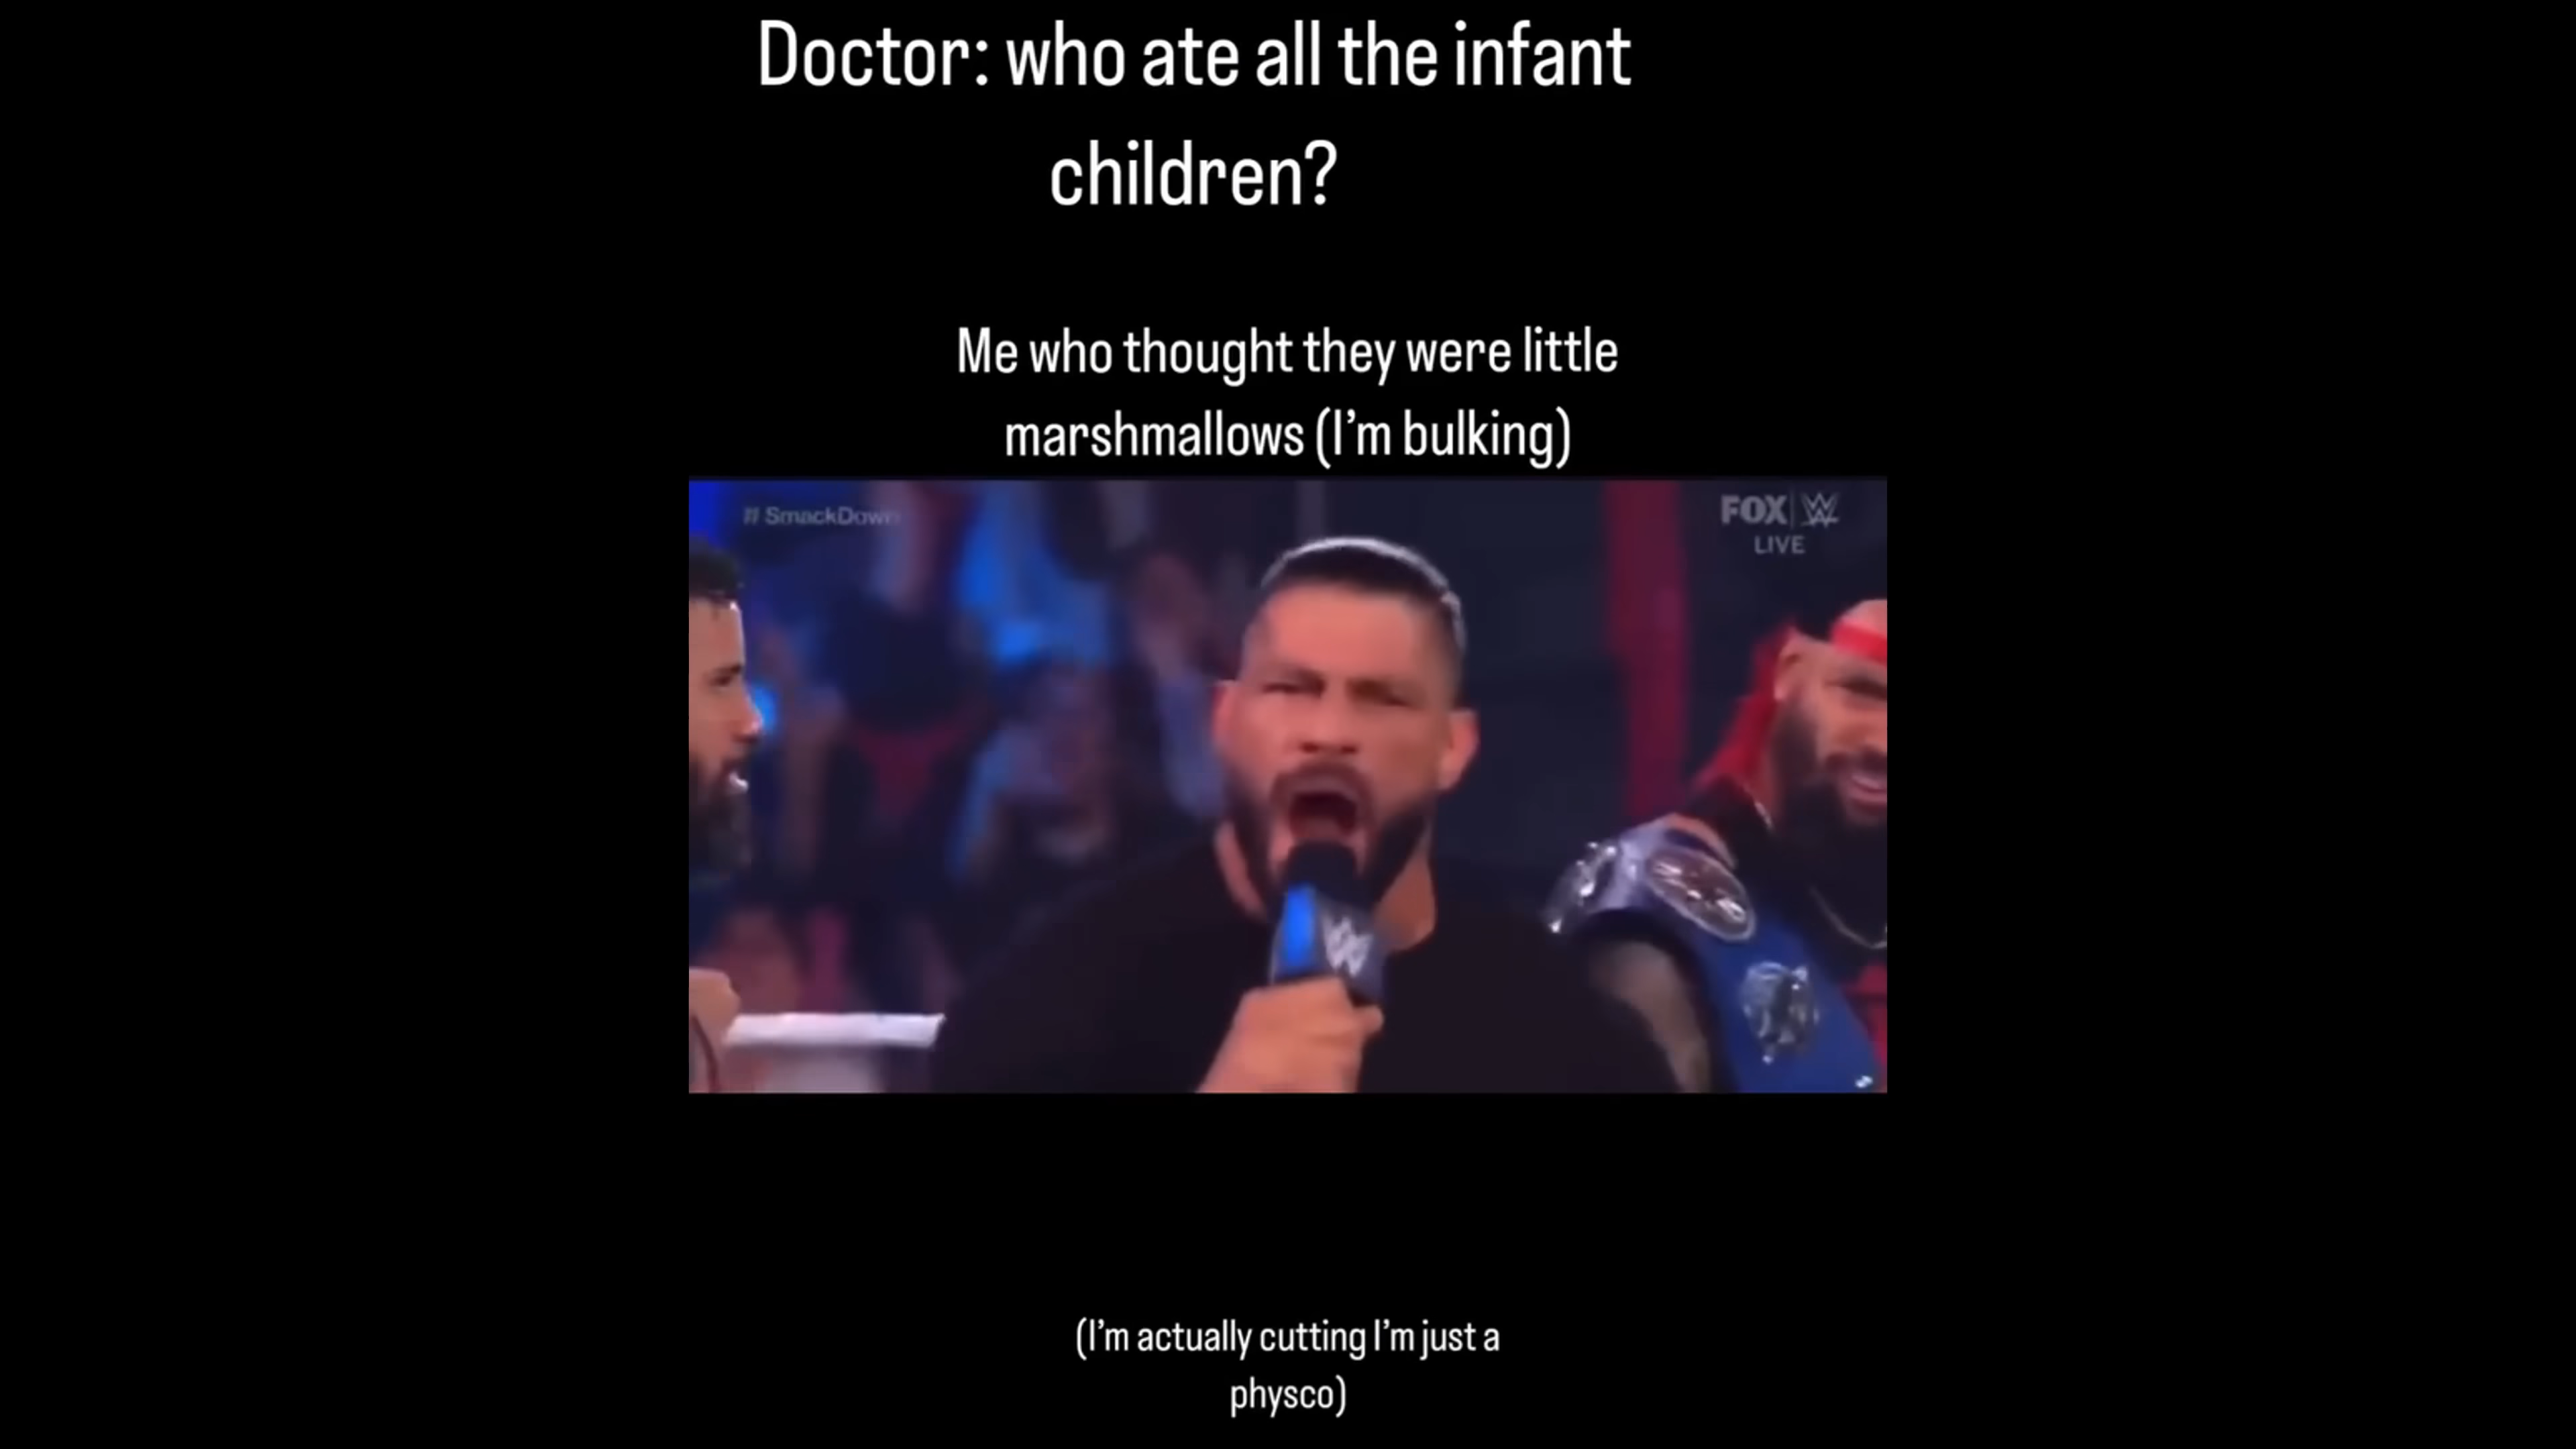 Doctor: who ate all the infant
children?
Me who thought they were little
marshmallows (I'm bulking)
# SmackDown
FOX W
LIVE
W
(I'm actually cutting I'm just a
physco)